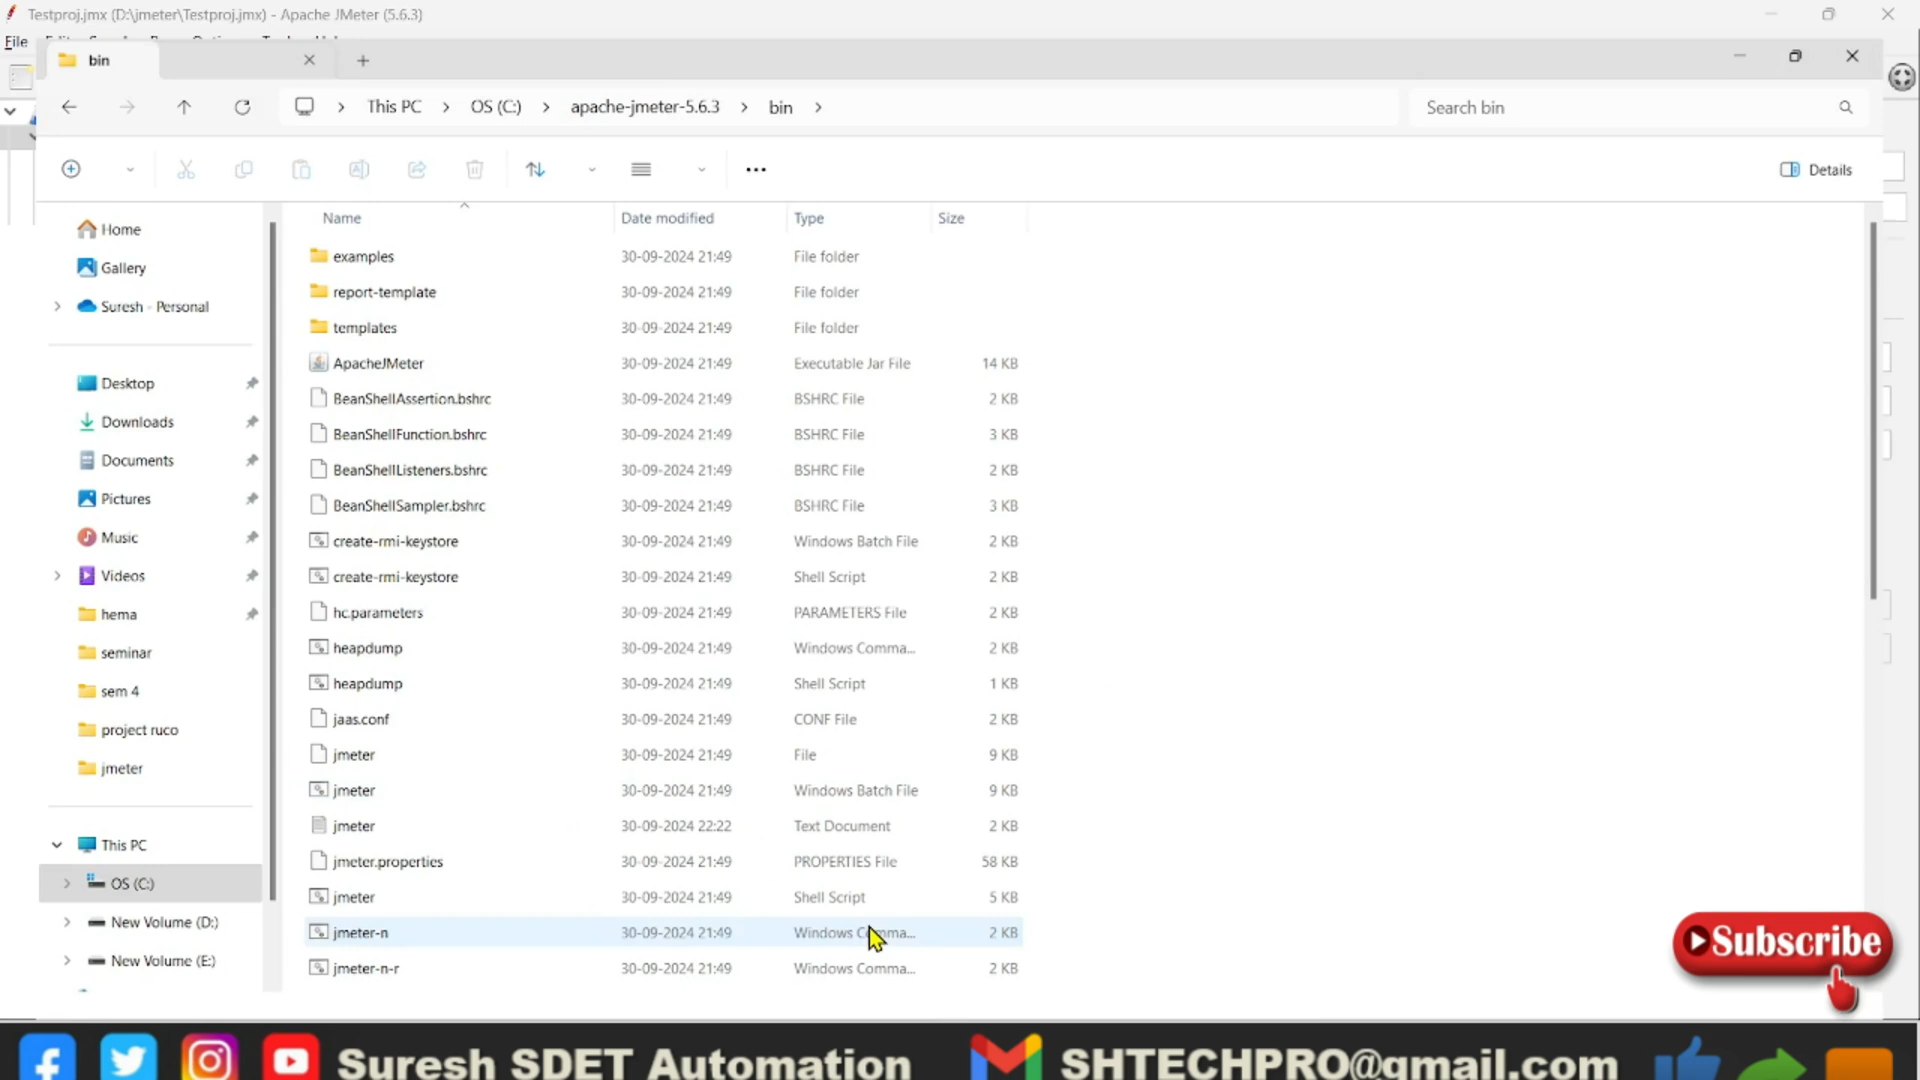 Testproj.jmx (D:\jmeter\Testproj.jmx) - Apache JMeter (5.6.3)
File
bin
This PC > OS (C:) > apache-jmeter-5.6.3 > bin >
Search bin
Details
Name Date modified Type Size
Home
Gallery
Suresh - Personal
Desktop
Downloads
Documents
Pictures
Music
Videos
hema
seminar
sem 4
project ruco
jmeter
This PC
OS (C:)
New Volume (D:)
New Volume (E:)
examples 30-09-2024 21:49 File folder
report-template 30-09-2024 21:49 File folder
templates 30-09-2024 21:49 File folder
ApacheJMeter 30-09-2024 21:49 Executable Jar File 14 KB
BeanShellAssertion.bshrc 30-09-2024 21:49 BSHRC File 2 KB
BeanShellFunction.bshrc 30-09-2024 21:49 BSHRC File 3 KB
BeanShellListeners.bshrc 30-09-2024 21:49 BSHRC File 2 KB
BeanShellSampler.bshrc 30-09-2024 21:49 BSHRC File 3 KB
create-rmi-keystore 30-09-2024 21:49 Windows Batch File 2 KB
create-rmi-keystore 30-09-2024 21:49 Shell Script 2 KB
hc.parameters 30-09-2024 21:49 PARAMETERS File 2 KB
heapdump 30-09-2024 21:49 Windows Comma... 2 KB
heapdump 30-09-2024 21:49 Shell Script 1 KB
jaas.conf 30-09-2024 21:49 CONF File 2 KB
jmeter 30-09-2024 21:49 File 9 KB
jmeter 30-09-2024 21:49 Windows Batch File 9 KB
jmeter 30-09-2024 22:22 Text Document 2 KB
jmeter.properties 30-09-2024 21:49 PROPERTIES File 58 KB
jmeter 30-09-2024 21:49 Shell Script 5 KB
jmeter-n 30-09-2024 21:49 Windows Comma... 2 KB
jmeter-n-r 30-09-2024 21:49 Windows Comma... 2 KB
Subscribe
Suresh SDET Automation SHTECHPRO@gmail.com